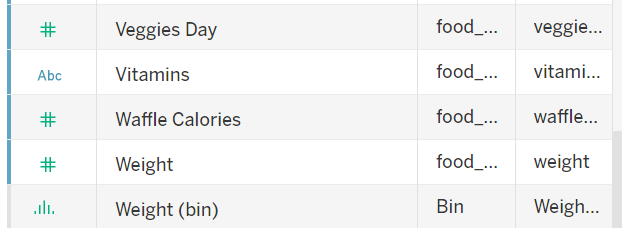 # Veggies Day food_... veggie...
Abc Vitamins food_... vitami...
# Waffle Calories food_... waffle...
# Weight food_... weight
Weight (bin) Bin Weigh...